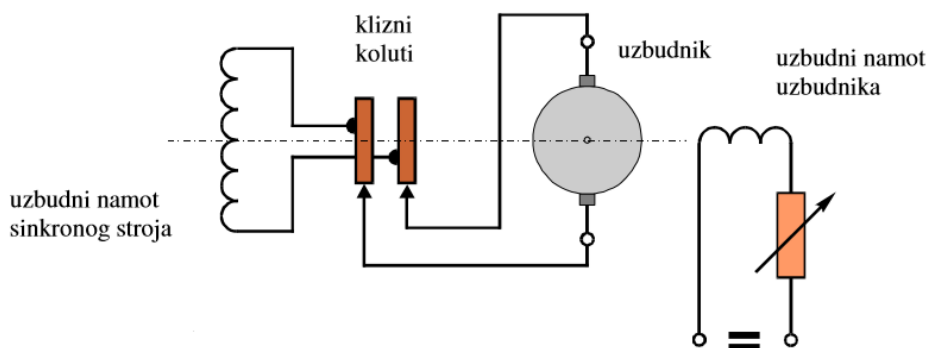 klizni
koluti
uzbudnik
uzbudni namot
uzbudnika
uzbudni namot
sinkronog stroja